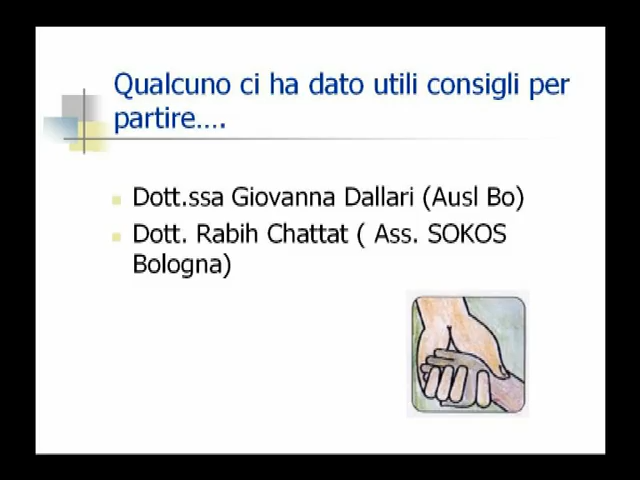 Qualcuno ci ha dato utili consigli per
partire….
Dott.ssa Giovanna Dallari (Ausl Bo)
Dott. Rabih Chattat ( Ass. SOKOS
Bologna)